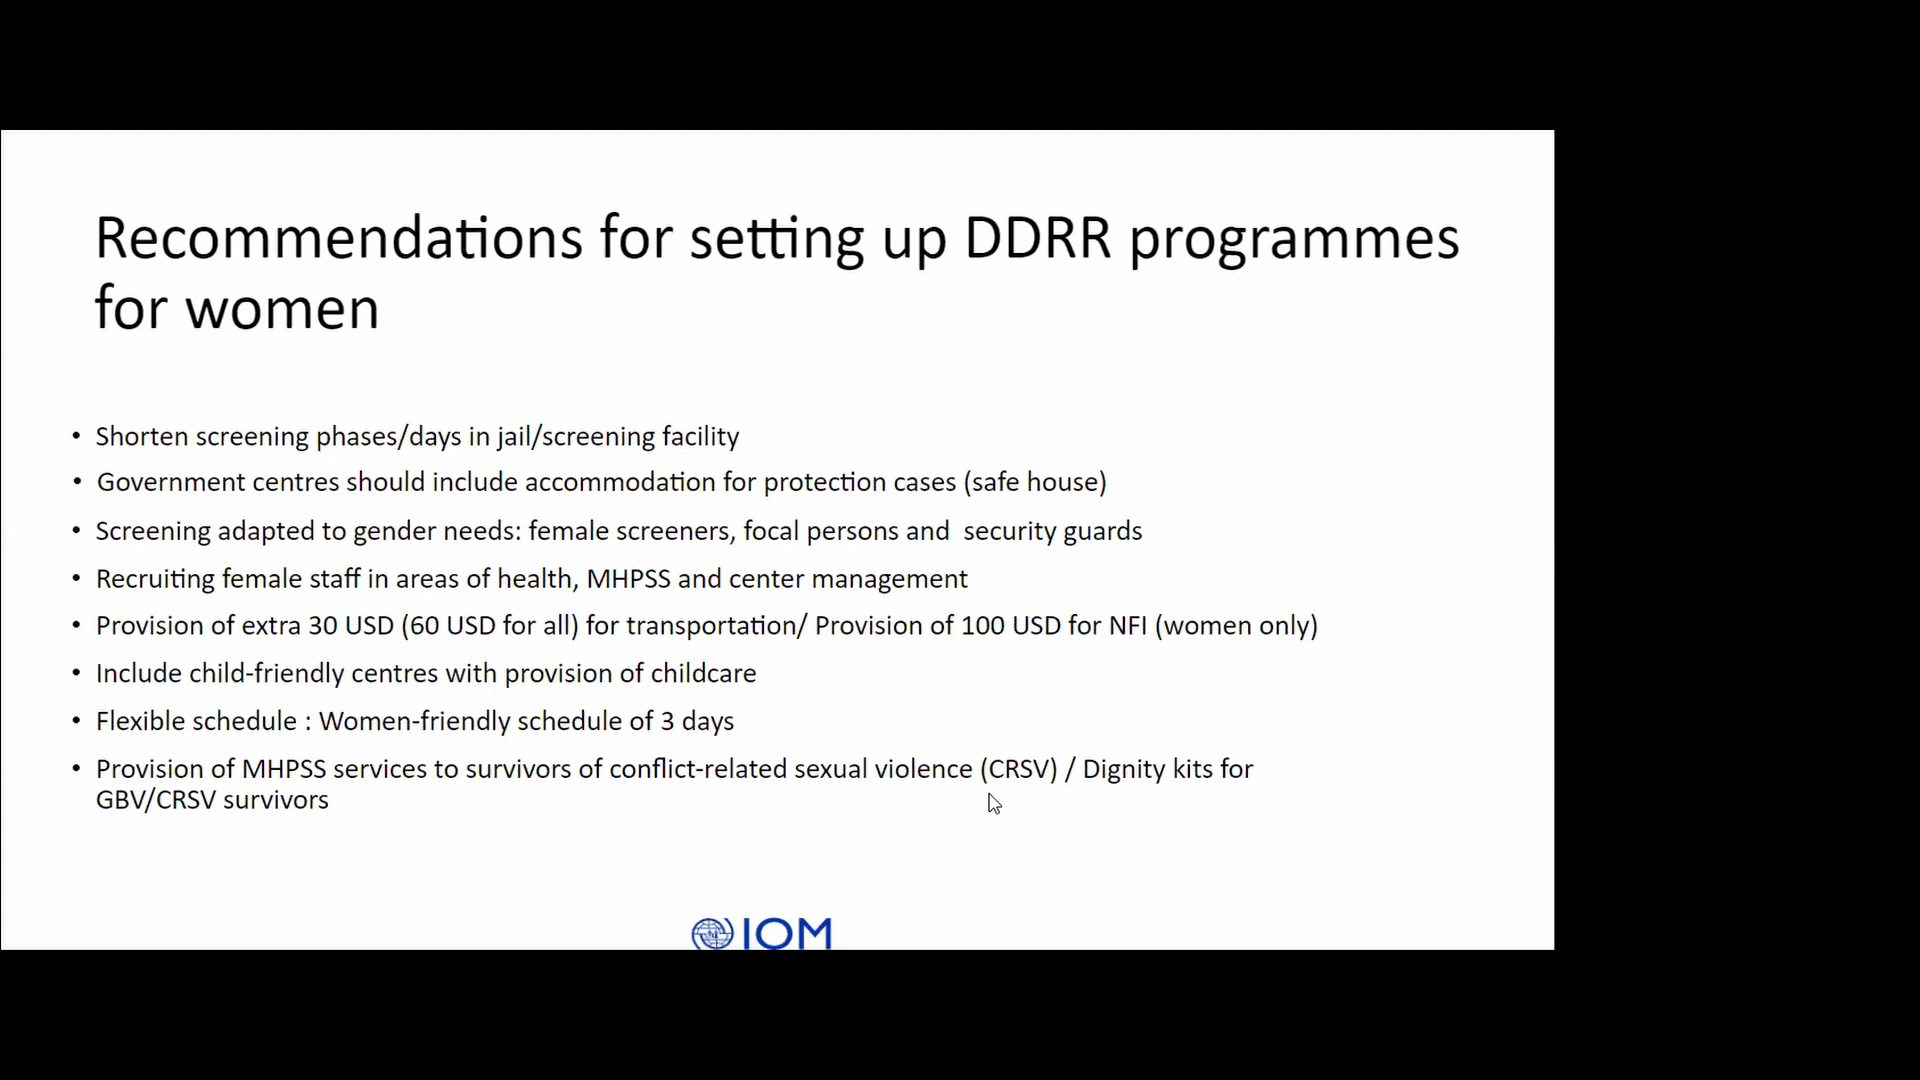 Recommendations for setting up DDRR programmes
for women
• Shorten screening phases/days in jail/screening facility
• Government centres should include accommodation for protection cases (safe house)
• Screening adapted to gender needs: female screeners, focal persons and  security guards
• Recruiting female staff in areas of health, MHPSS and center management
• Provision of extra 30 USD (60 USD for all) for transportation/ Provision of 100 USD for NFI (women only)
• Include child-friendly centres with provision of childcare
• Flexible schedule : Women-friendly schedule of 3 days
• Provision of MHPSS services to survivors of conflict-related sexual violence (CRSV) / Dignity kits for
GBV/CRSV survivors
IOM